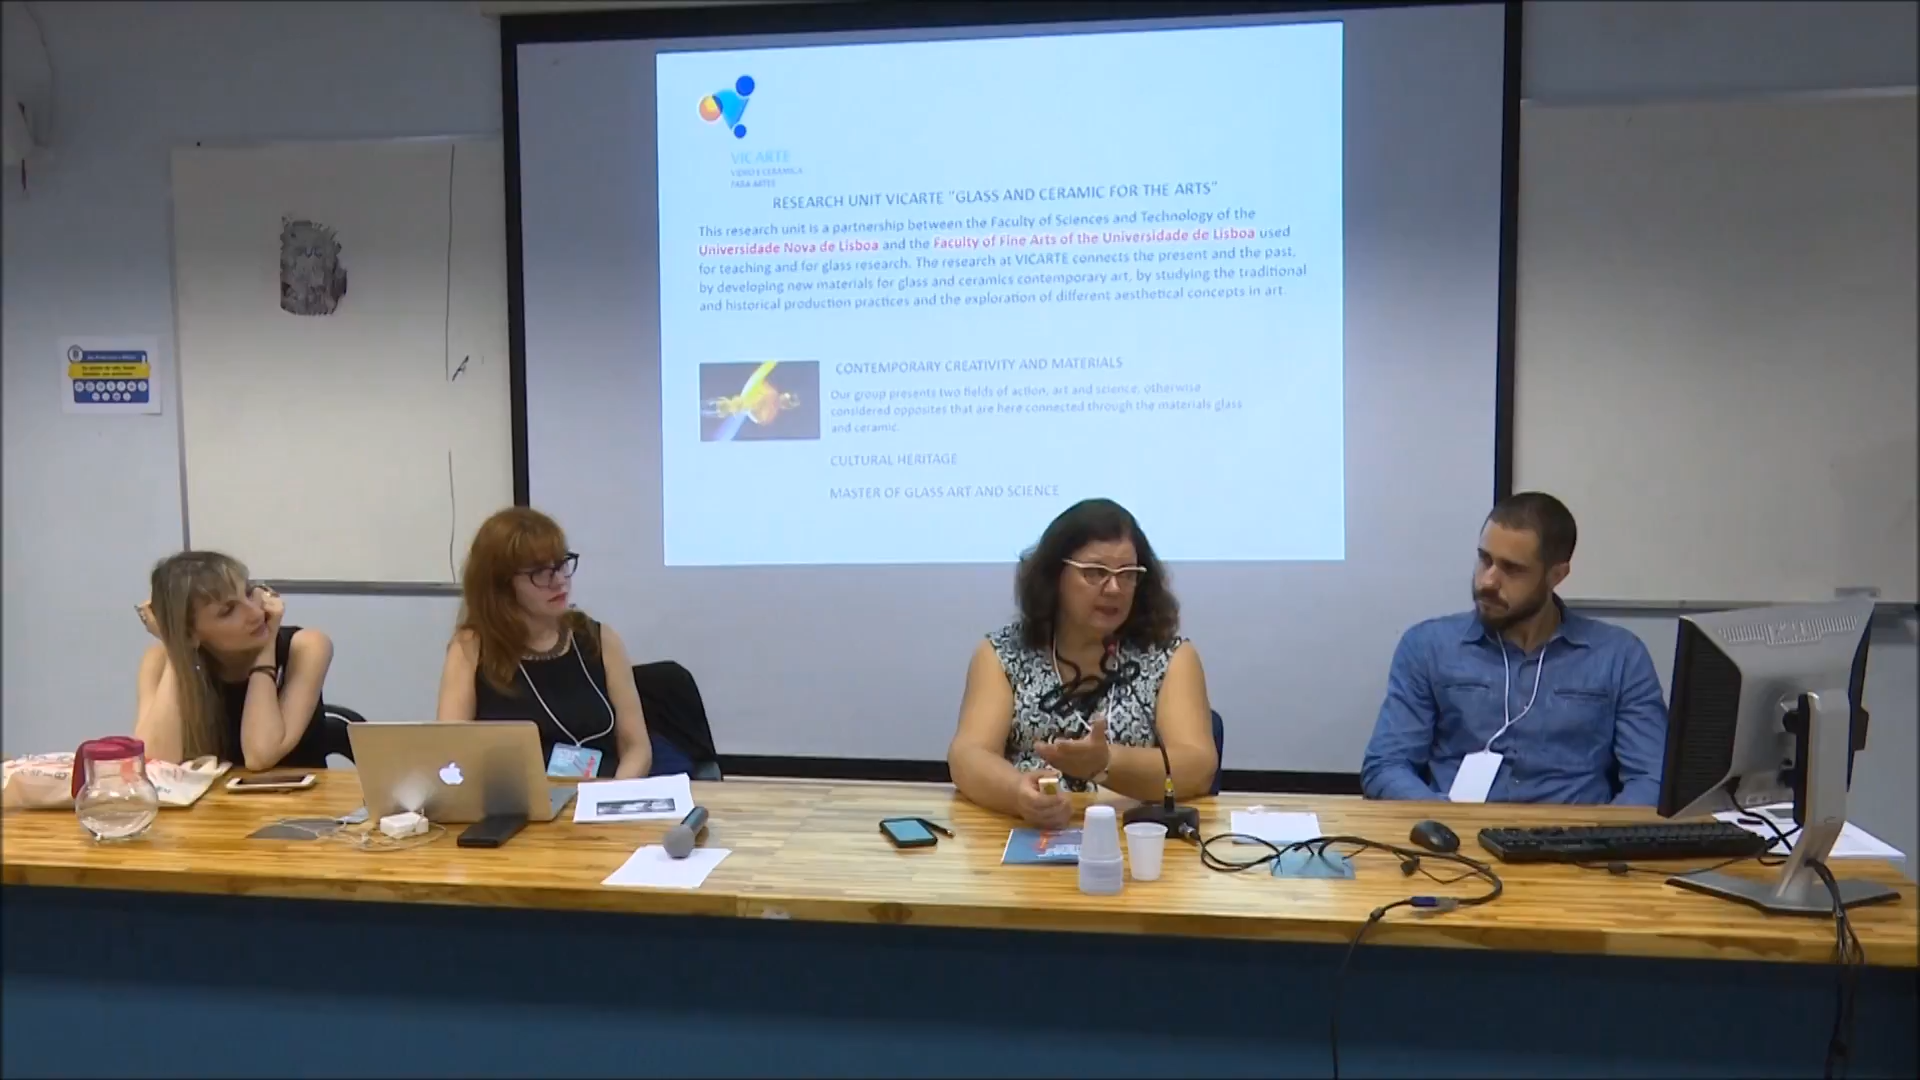 VICARTE
VIDRO E CERÂMICA
PARA ARTES
RESEARCH UNIT VICARTE "GLASS AND CERAMIC FOR THE ARTS"
This research unit is a partnership between the Faculty of Sciences and Technology of the
Universidade Nova de Lisboa and the Faculty of Fine Arts of the Universidade de Lisboa used
for teaching and for glass research. The research at VICARTE connects the present and the past,
by developing new materials for glass and ceramics contemporary art, by studying the traditional
and historical production practices and the exploration of different aesthetical concepts in art.
CONTEMPORARY CREATIVITY AND MATERIALS
Our group presents two fields of action, art and science, otherwise
considered opposites that are here connected through the materials glass
and ceramic.
CULTURAL HERITAGE
MASTER OF GLASS ART AND SCIENCE